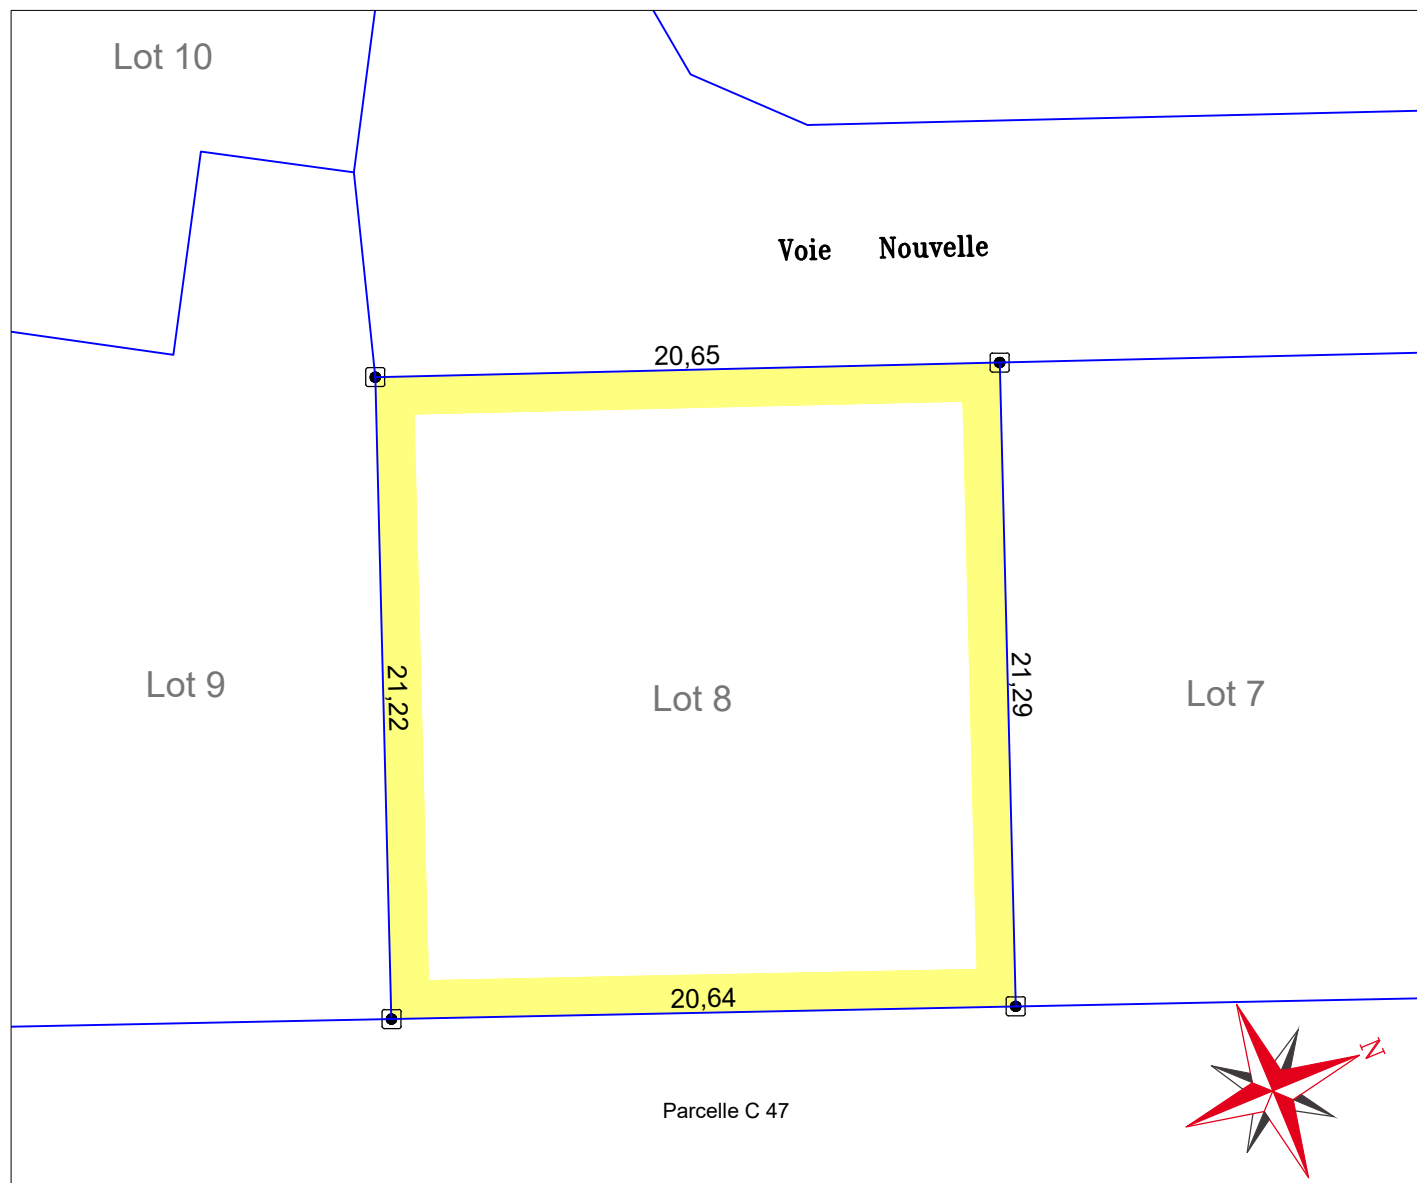 Lot 10
Voie Nouvelle
20,65
Lot 9
21,22
Lot 8
21,29
Lot 7
20,64
N
Parcelle C 47